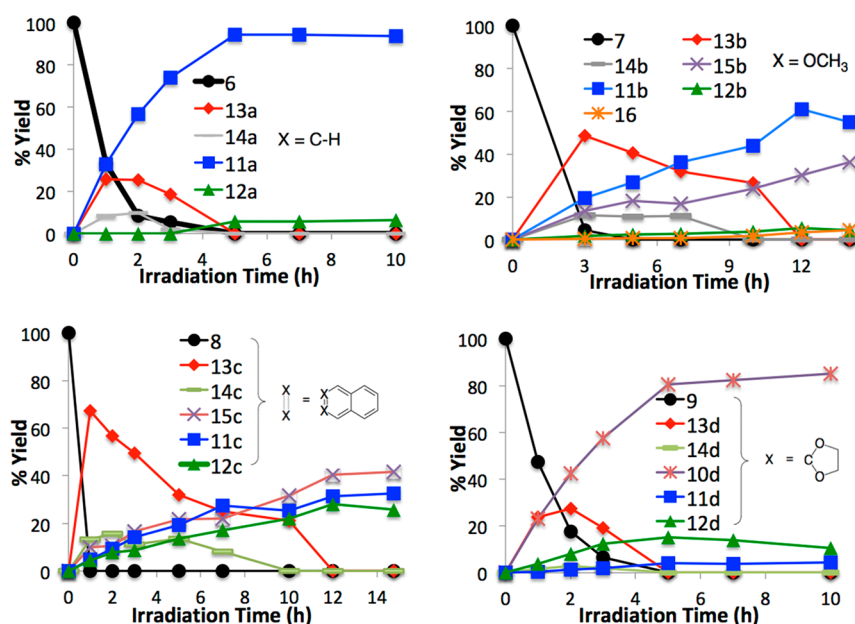 100
80
60
40
20
0
% Yield
6
13a
14a
11a
12a
X = C-H
0
2
4
6
8
10
Irradiation Time (h)
100
80
60
40
20
0
% Yield
7
13b
14b
15b
11b
12b
16
X = OCH3
0
3
6
9
12
Irradiation Time (h)
100
80
60
40
20
0
% Yield
8
13c
14c
15c
11c
12c
X
X
=
X
X
0
2
4
6
8
10
12
14
Irradiation Time (h)
100
80
60
40
20
0
% Yield
9
13d
14d
10d
11d
12d
X = C
O
O
0
2
4
6
8
10
Irradiation Time (h)